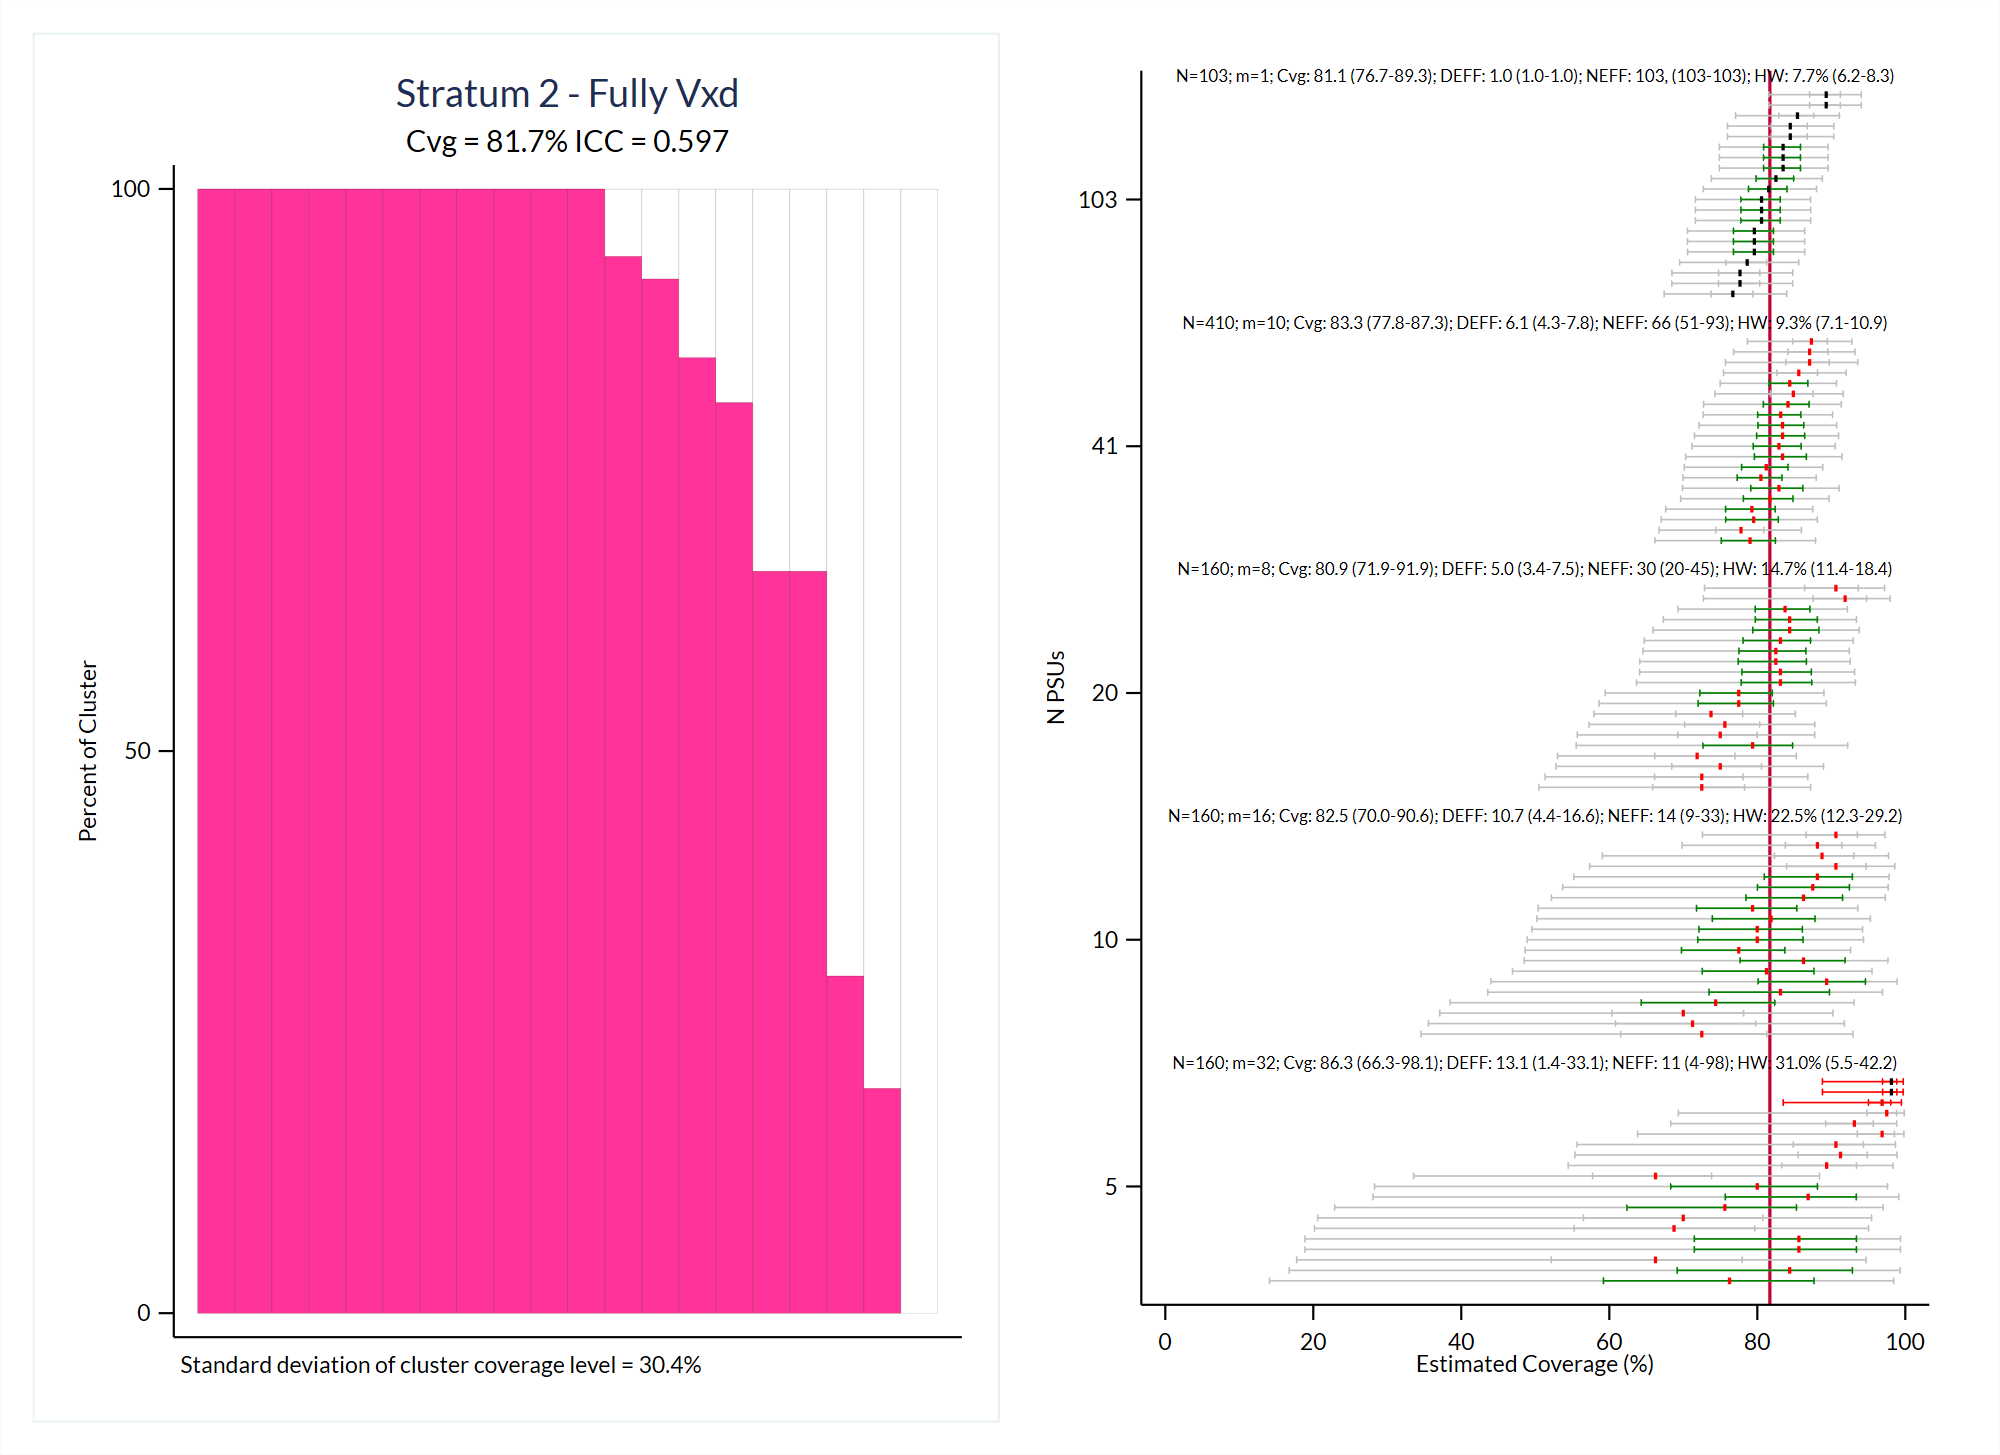 Stratum 2 - Fully Vxd
Cvg = 81.7% ICC = 0.597
100
50
0
Percent of Cluster
Standard deviation of cluster coverage level = 30.4%
N=103; m=1; Cvg: 81.1 (76.7-89.3); DEFF: 1.0 (1.0-1.0); NEFF: 103, (103-103); HW: 7.7% (6.2-8.3)
103
N=410; m=10; Cvg: 83.3 (77.8-87.3); DEFF: 6.1 (4.3-7.8); NEFF: 66 (51-93); HW: 9.3% (7.1-10.9)
41
N=160; m=8; Cvg: 80.9 (71.9-91.9); DEFF: 5.0 (3.4-7.5); NEFF: 30 (20-45); HW: 14.7% (11.4-18.4)
N PSUs
20
N=160; m=16; Cvg: 82.5 (70.0-90.6); DEFF: 10.7 (4.4-16.6); NEFF: 14 (9-33); HW: 22.5% (12.3-29.2)
10
N=160; m=32; Cvg: 86.3 (66.3-98.1); DEFF: 13.1 (1.4-33.1); NEFF: 11 (4-98); HW: 31.0% (5.5-42.2)
5
0 20 40 60 80 100
Estimated Coverage (%)